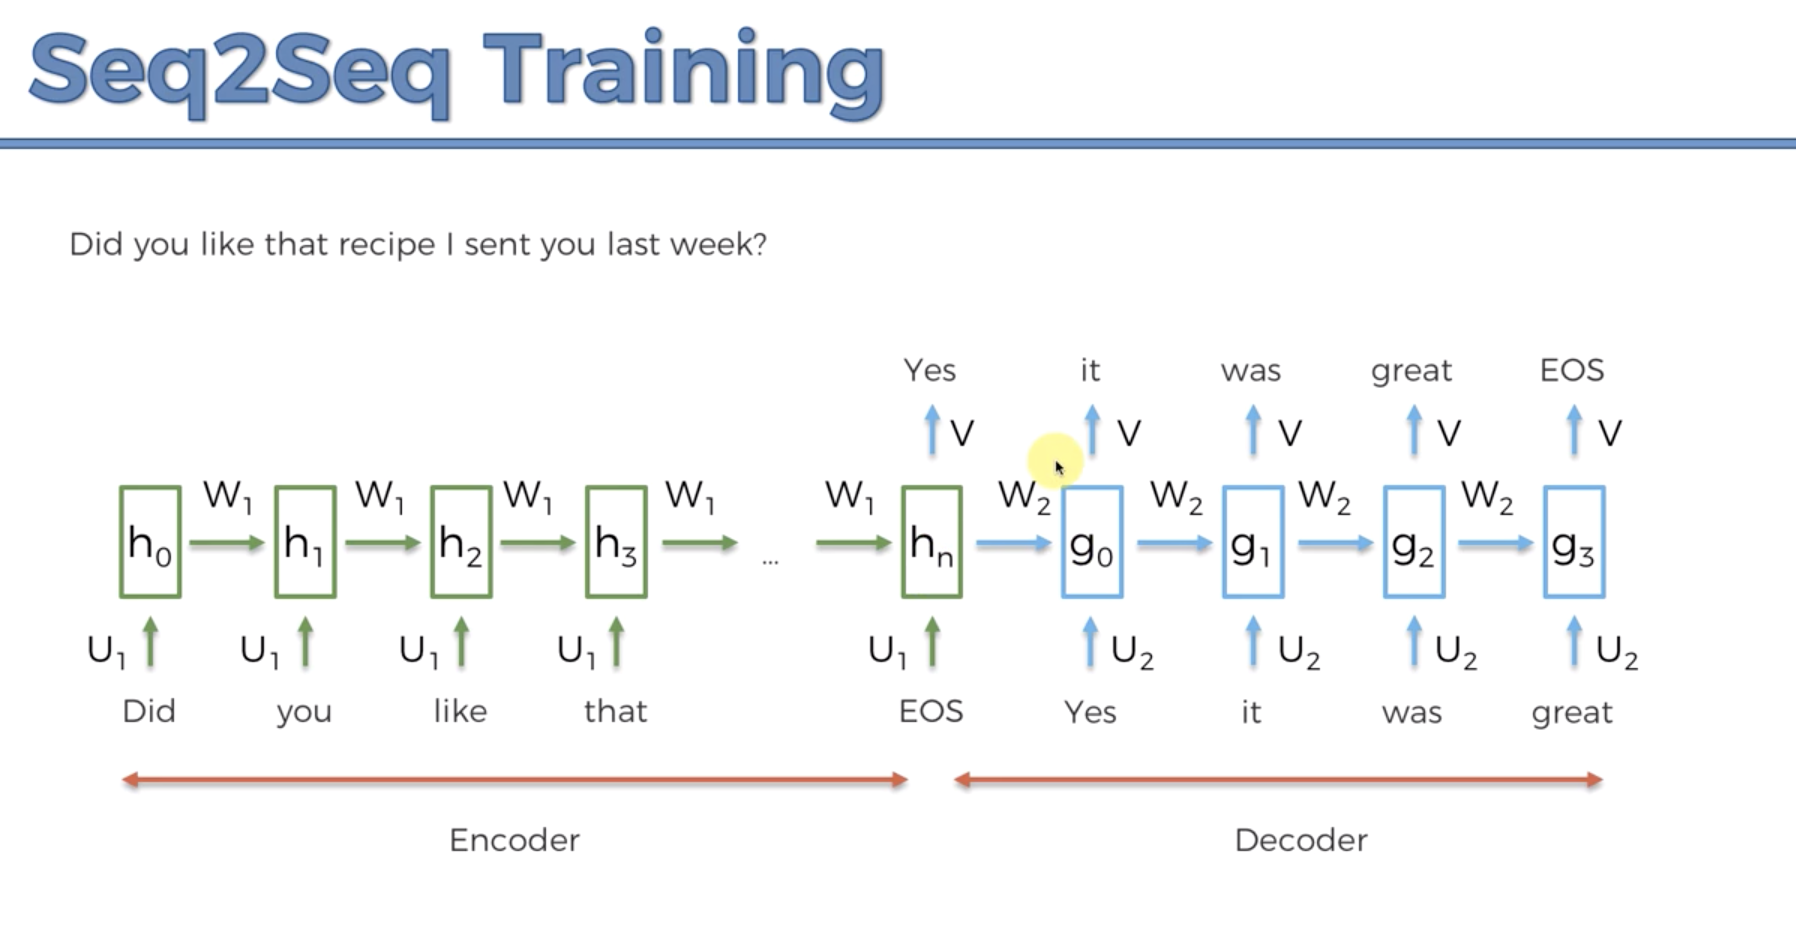 Seq2Seq Training
Did you like that recipe I sent you last week?
Yes it was great EOS
V V V V V
W₁ W₁ W₁ W₁ W₁ W₂ W₂ W₂ W₂
h₀ h₁ h₂ h₃ ... hₙ g₀ g₁ g₂ g₃
U₁ U₁ U₁ U₁ U₁ U₂ U₂ U₂ U₂
Did you like that EOS Yes it was great
Encoder Decoder